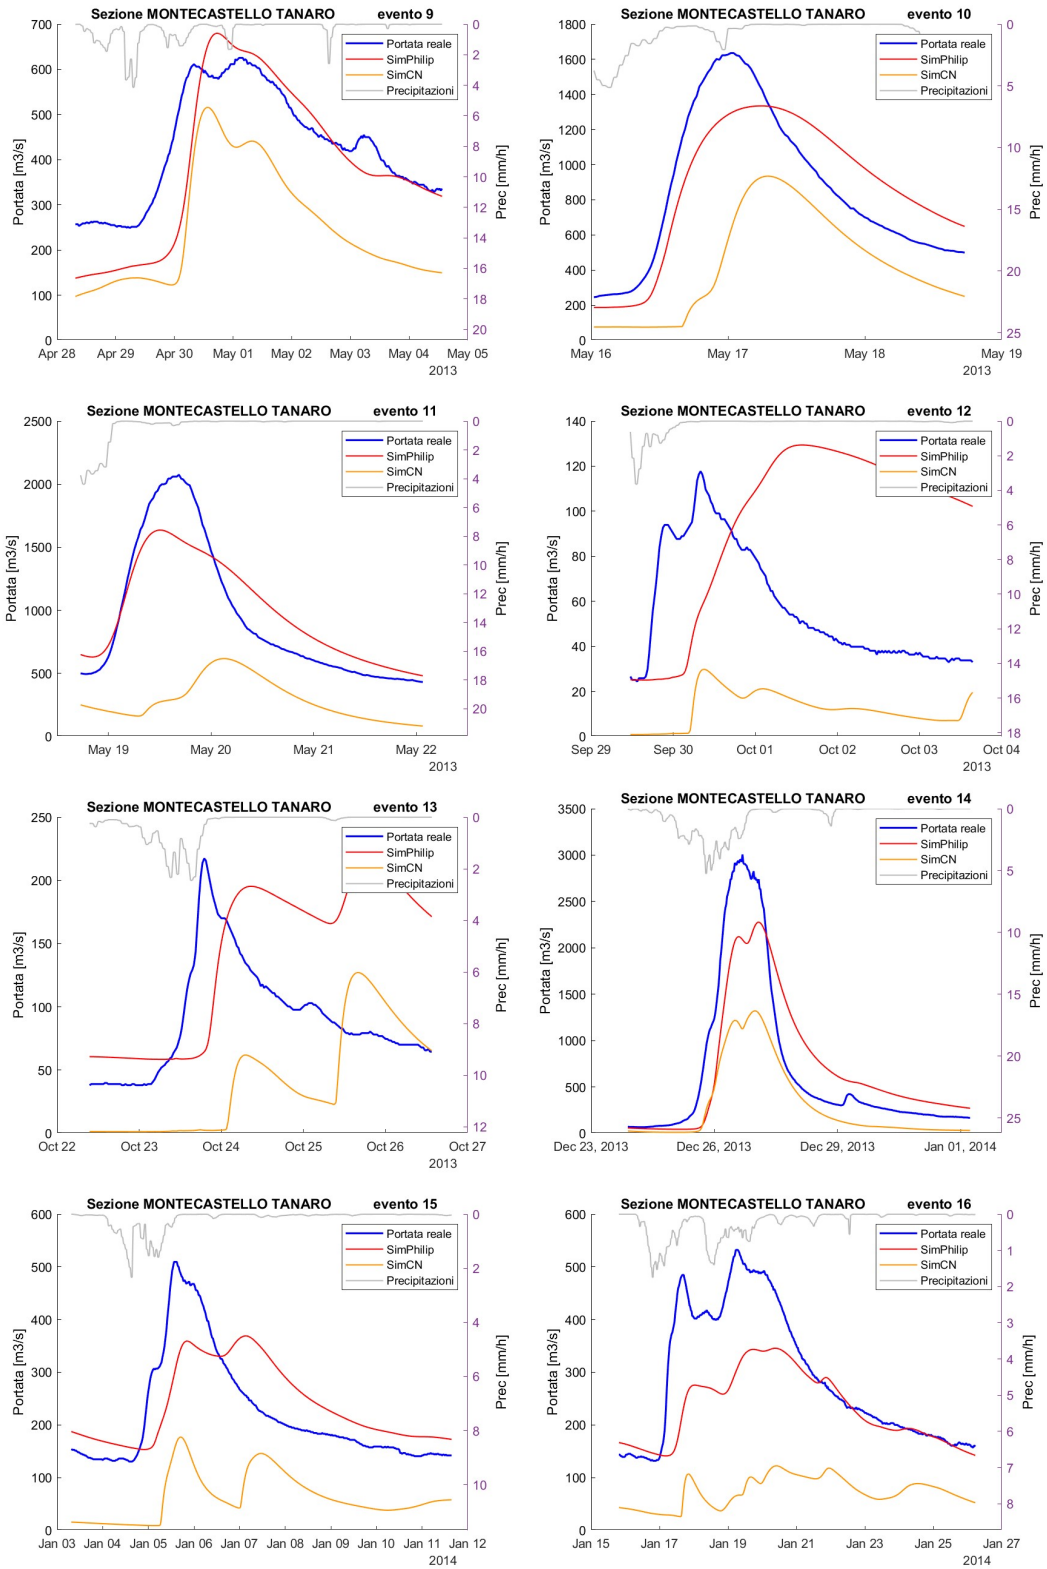 Sezione MONTECASTELLO TANARO evento 9
Portata [m3/s]
700
600
500
400
300
200
100
0
Portata reale
SimPhilip
SimCN
Precipitazioni
0
2
4
6
8
10
12
14
16
18
20
Prec [mm/h]
Apr 28 Apr 29 Apr 30 May 01 May 02 May 03 May 04 May 05
2013
Sezione MONTECASTELLO TANARO evento 10
Portata [m3/s]
1800
1600
1400
1200
1000
800
600
400
200
0
Portata reale
SimPhilip
SimCN
Precipitazioni
0
5
10
15
20
25
Prec [mm/h]
May 16 May 17 May 18 May 19
2013
Sezione MONTECASTELLO TANARO evento 11
Portata [m3/s]
2500
2000
1500
1000
500
0
Portata reale
SimPhilip
SimCN
Precipitazioni
0
2
4
6
8
10
12
14
16
18
20
Prec [mm/h]
May 19 May 20 May 21 May 22
2013
Sezione MONTECASTELLO TANARO evento 12
Portata [m3/s]
140
120
100
80
60
40
20
0
Portata reale
SimPhilip
SimCN
Precipitazioni
0
2
4
6
8
10
12
14
16
18
Prec [mm/h]
Sep 29 Sep 30 Oct 01 Oct 02 Oct 03 Oct 04
2013
Sezione MONTECASTELLO TANARO evento 13
Portata [m3/s]
250
200
150
100
50
0
Portata reale
SimPhilip
SimCN
Precipitazioni
0
2
4
6
8
10
12
Prec [mm/h]
Oct 22 Oct 23 Oct 24 Oct 25 Oct 26 Oct 27
2013
Sezione MONTECASTELLO TANARO evento 14
Portata [m3/s]
3500
3000
2500
2000
1500
1000
500
0
Portata reale
SimPhilip
SimCN
Precipitazioni
0
5
10
15
20
25
Prec [mm/h]
Dec 23, 2013 Dec 26, 2013 Dec 29, 2013 Jan 01, 2014
Sezione MONTECASTELLO TANARO evento 15
Portata [m3/s]
600
500
400
300
200
100
0
Portata reale
SimPhilip
SimCN
Precipitazioni
0
2
4
6
8
10
Prec [mm/h]
Jan 03 Jan 04 Jan 05 Jan 06 Jan 07 Jan 08 Jan 09 Jan 10 Jan 11 Jan 12
2014
Sezione MONTECASTELLO TANARO evento 16
Portata [m3/s]
600
500
400
300
200
100
0
Portata reale
SimPhilip
SimCN
Precipitazioni
0
1
2
3
4
5
6
7
8
Prec [mm/h]
Jan 15 Jan 17 Jan 19 Jan 21 Jan 23 Jan 25 Jan 27
2014